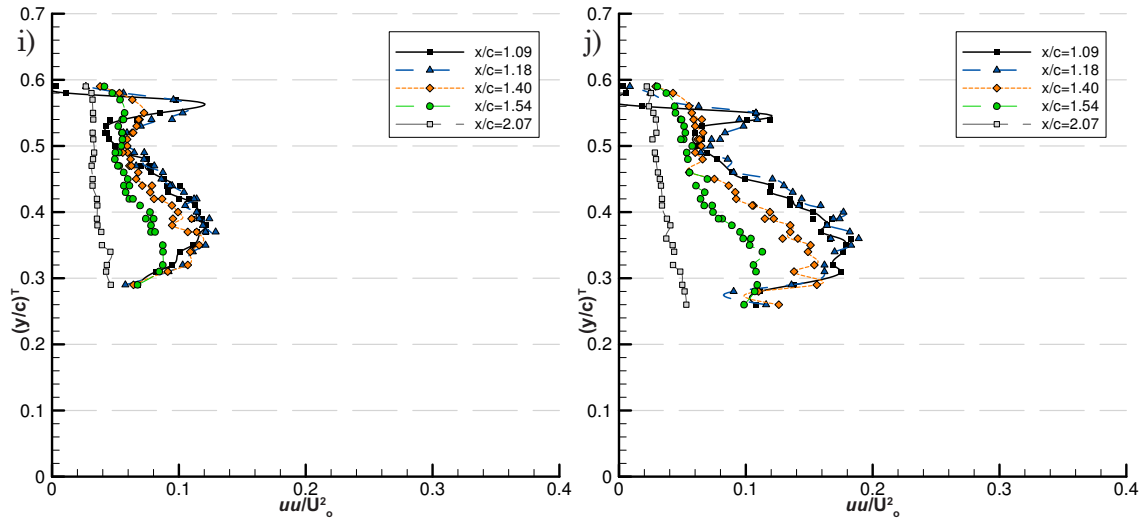 i)
0.7
0.6
0.5
0.4
0.3
0.2
0.1
0
(y/c)ᵀ
x/c=1.09
x/c=1.18
x/c=1.40
x/c=1.54
x/c=2.07
0 0.1 0.2 0.3 0.4
uu/U²ₒ
j)
0.7
0.6
0.5
0.4
0.3
0.2
0.1
0
(y/c)ᵀ
x/c=1.09
x/c=1.18
x/c=1.40
x/c=1.54
x/c=2.07
0 0.1 0.2 0.3 0.4
uu/U²ₒ